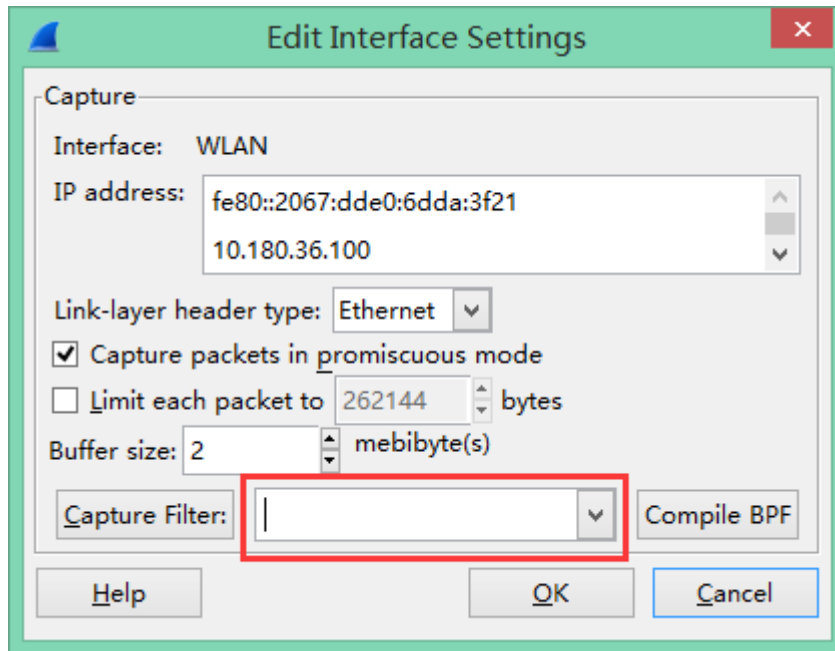 Edit Interface Settings
Capture
Interface: WLAN
IP address: fe80::2067:dde0:6dda:3f21
10.180.36.100
Link-layer header type: Ethernet
Capture packets in promiscuous mode
Limit each packet to 262144 bytes
Buffer size: 2 mebibyte(s)
Capture Filter: Compile BPF
Help OK Cancel